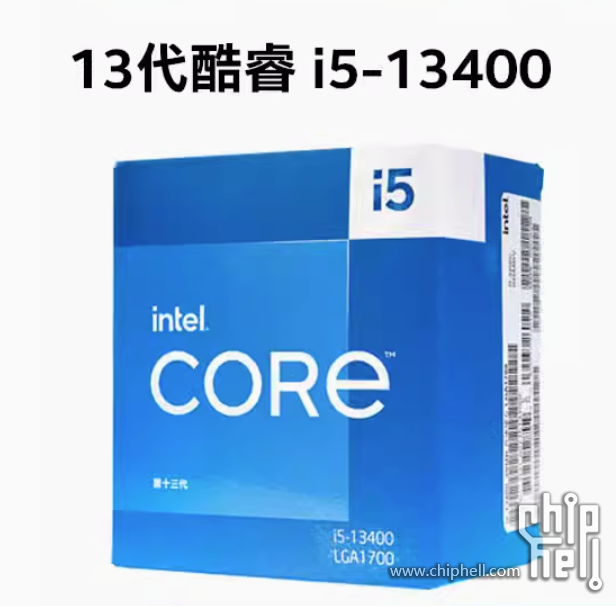 13代酷睿 i5-13400
i5
intel
intel.
CORE™
第十三代
i5-13400
LGA1700
chip
hell
www.chiphell.com